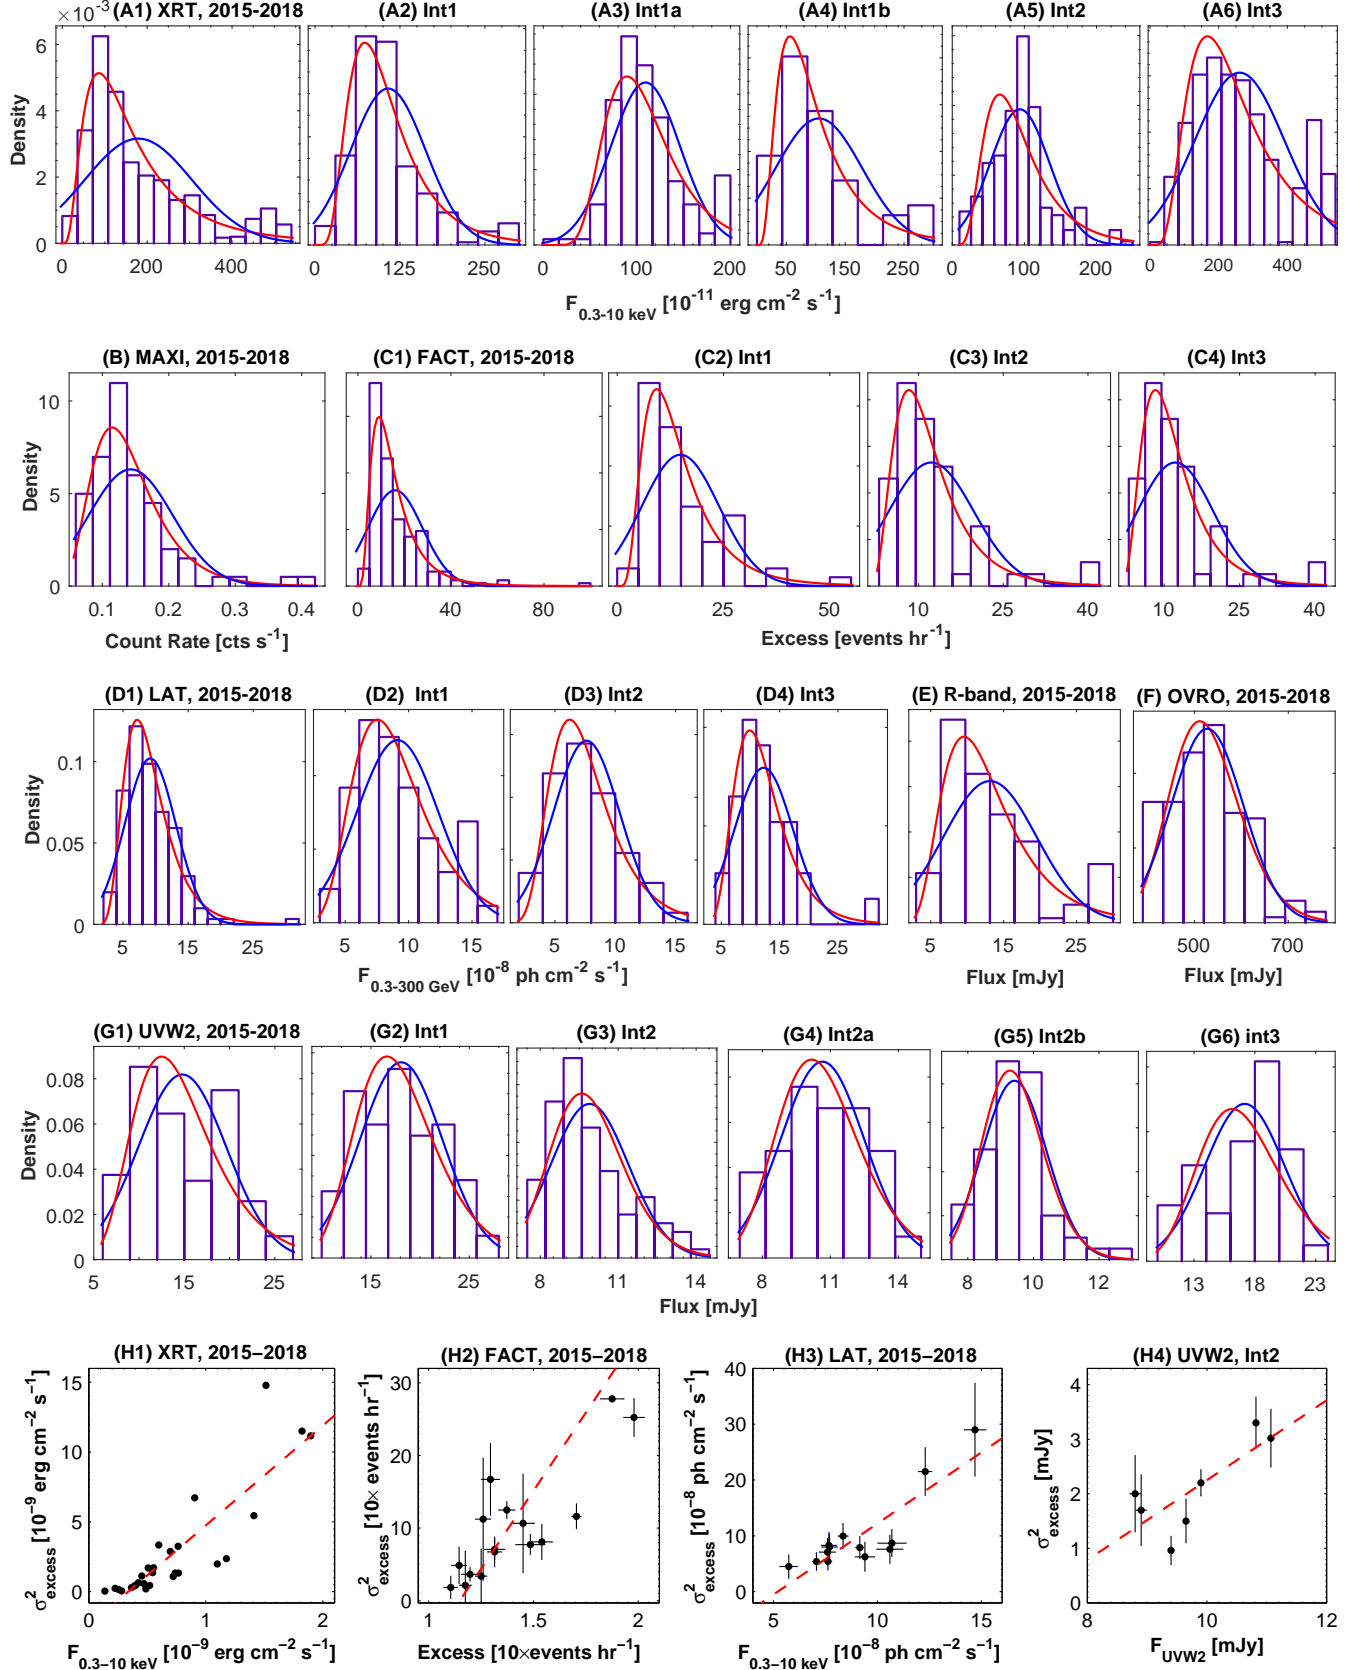 (A1) XRT, 2015-2018 (A2) Int1 (A3) Int1a (A4) Int1b (A5) Int2 (A6) Int3
×10⁻³
6
4
2
0
Density
0 200 400 0 125 250 0 100 200 50 150 250 0 100 200 0 200 400
F0.3-10 keV [10⁻¹¹ erg cm⁻² s⁻¹]
(B) MAXI, 2015-2018 (C1) FACT, 2015-2018 (C2) Int1 (C3) Int2 (C4) Int3
10
5
0
Density
0.1 0.2 0.3 0.4 0 40 80 0 25 50 10 25 40 10 25 40
Count Rate [cts s⁻¹] Excess [events hr⁻¹]
(D1) LAT, 2015-2018 (D2) Int1 (D3) Int2 (D4) Int3 (E) R-band, 2015-2018 (F) OVRO, 2015-2018
0.1
0.05
0
Density
5 15 25 5 10 15 5 10 15 5 15 25 5 15 25 500 700
F0.3-300 GeV [10⁻⁸ ph cm⁻² s⁻¹] Flux [mJy] Flux [mJy]
(G1) UVW2, 2015-2018 (G2) Int1 (G3) Int2 (G4) Int2a (G5) Int2b (G6) int3
0.08
0.06
0.04
0.02
0
Density
5 15 25 15 25 8 11 14 8 11 14 8 10 12 13 18 23
Flux [mJy]
(H1) XRT, 2015−2018 (H2) FACT, 2015−2018 (H3) LAT, 2015−2018 (H4) UVW2, Int2
15
10
5
0
σ²excess [10⁻⁹ erg cm⁻² s⁻¹]
30
20
10
0
σ²excess [10× events hr⁻¹]
40
30
20
10
0
σ²excess [10⁻⁸ ph cm⁻² s⁻¹]
4
3
2
1
0
σ²excess [mJy]
0 1 2 1 1.5 2 5 10 15 8 10 12
F0.3−10 keV [10⁻⁹ erg cm⁻² s⁻¹] Excess [10×events hr⁻¹] F0.3−10 keV [10⁻⁸ ph cm⁻² s⁻¹] FUVW2 [mJy]